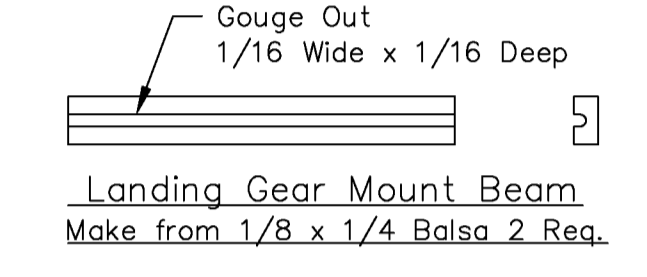 Gouge Out
1/16 Wide x 1/16 Deep
Landing Gear Mount Beam
Make from 1/8 x 1/4 Balsa 2 Req.